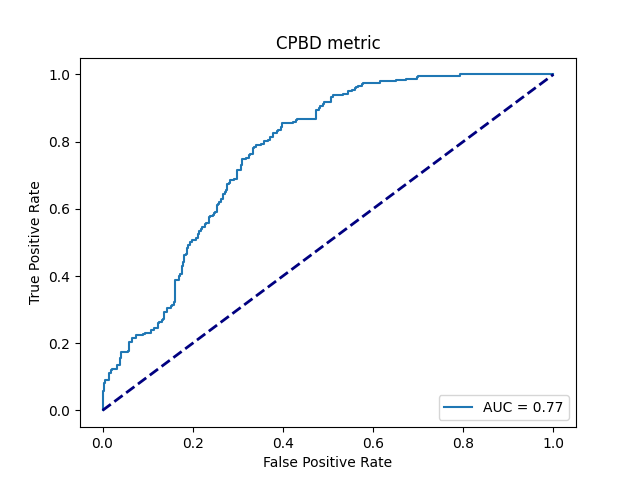 CPBD metric
1.0
0.8
0.6
0.4
0.2
0.0
True Positive Rate
AUC = 0.77
0.0 0.2 0.4 0.6 0.8 1.0
False Positive Rate